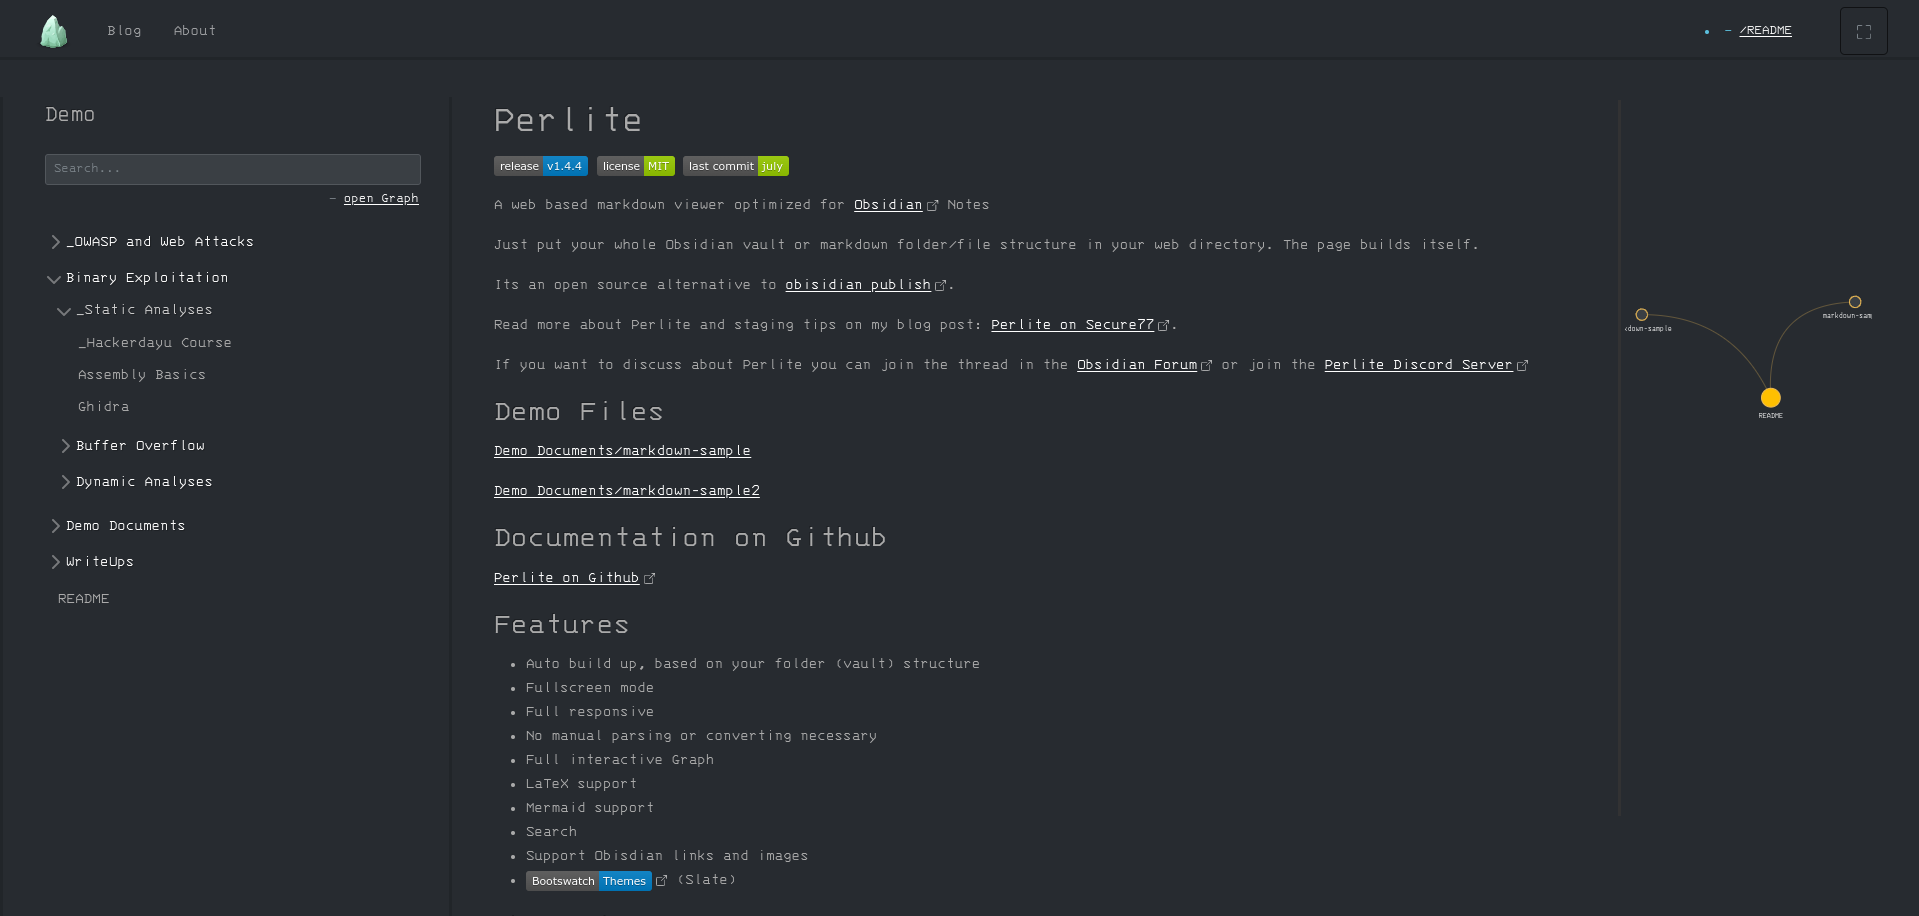 Blog About
– /README
Demo
Search...
– open Graph
_OWASP and Web Attacks
Binary Exploitation
_Static Analyses
_Hackerdayu Course
Assembly Basics
Ghidra
Buffer Overflow
Dynamic Analyses
Demo Documents
WriteUps
README
Perlite
release v1.4.4 license MIT last commit july
A web based markdown viewer optimized for Obsidian Notes
Just put your whole Obsidian vault or markdown folder/file structure in your web directory. The page builds itself.
Its an open source alternative to obisidian publish.
Read more about Perlite and staging tips on my blog post: Perlite on Secure77.
If you want to discuss about Perlite you can join the thread in the Obsidian Forum or join the Perlite Discord Server
Demo Files
Demo Documents/markdown-sample
Demo Documents/markdown-sample2
Documentation on Github
Perlite on Github
Features
• Auto build up, based on your folder (vault) structure
• Fullscreen mode
• Full responsive
• No manual parsing or converting necessary
• Full interactive Graph
• LaTeX support
• Mermaid support
• Search
• Support Obisdian links and images
• Bootswatch Themes (Slate)
kdown-sample
markdown-sam
README